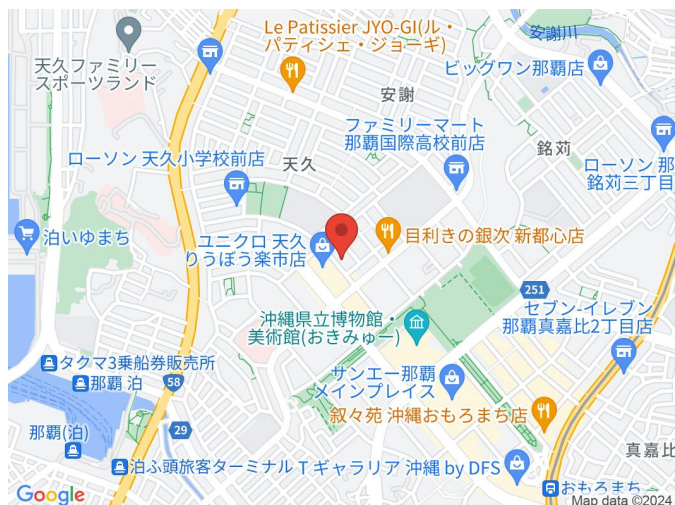 Le Patissier JYO-GI(ル・
パティシェ・ジョーギ)
安謝川
天久ファミリー
スポーツランド
ビッグワン那覇店
安謝
ファミリーマート
那覇国際高校前店
銘苅
ローソン 天久小学校前店
天久
ローソン 那
銘苅三丁目
泊いゆまち
ユニクロ 天久
りうぼう楽市店
目利きの銀次 新都心店
251
沖縄県立博物館・
美術館(おきみゅー)
セブン-イレブン
那覇真嘉比2丁目店
タクマ3乗船券販売所
那覇 泊
58
サンエー那覇
メインプレイス
叙々苑 沖縄おもろまち店
29
那覇(泊)
真嘉比
泊ふ頭旅客ターミナル
T ギャラリア 沖縄 by DFS
おもろまち
Google
Map data ©2024